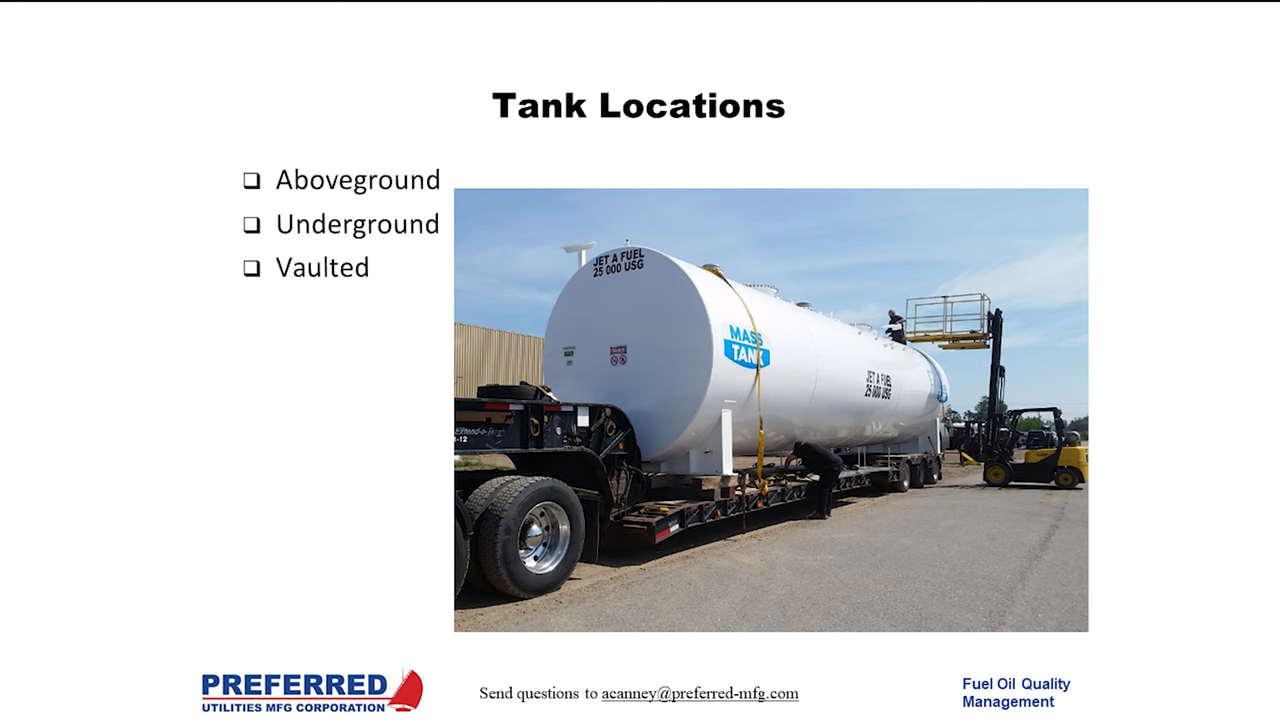 Tank Locations
Aboveground
Underground
Vaulted
JET A FUEL
25 000 USG
MASS
TANK
JET A FUEL
25 000 USG
PREFERRED
UTILITIES MFG CORPORATION
Send questions to acanney@preferred-mfg.com
Fuel Oil Quality
Management